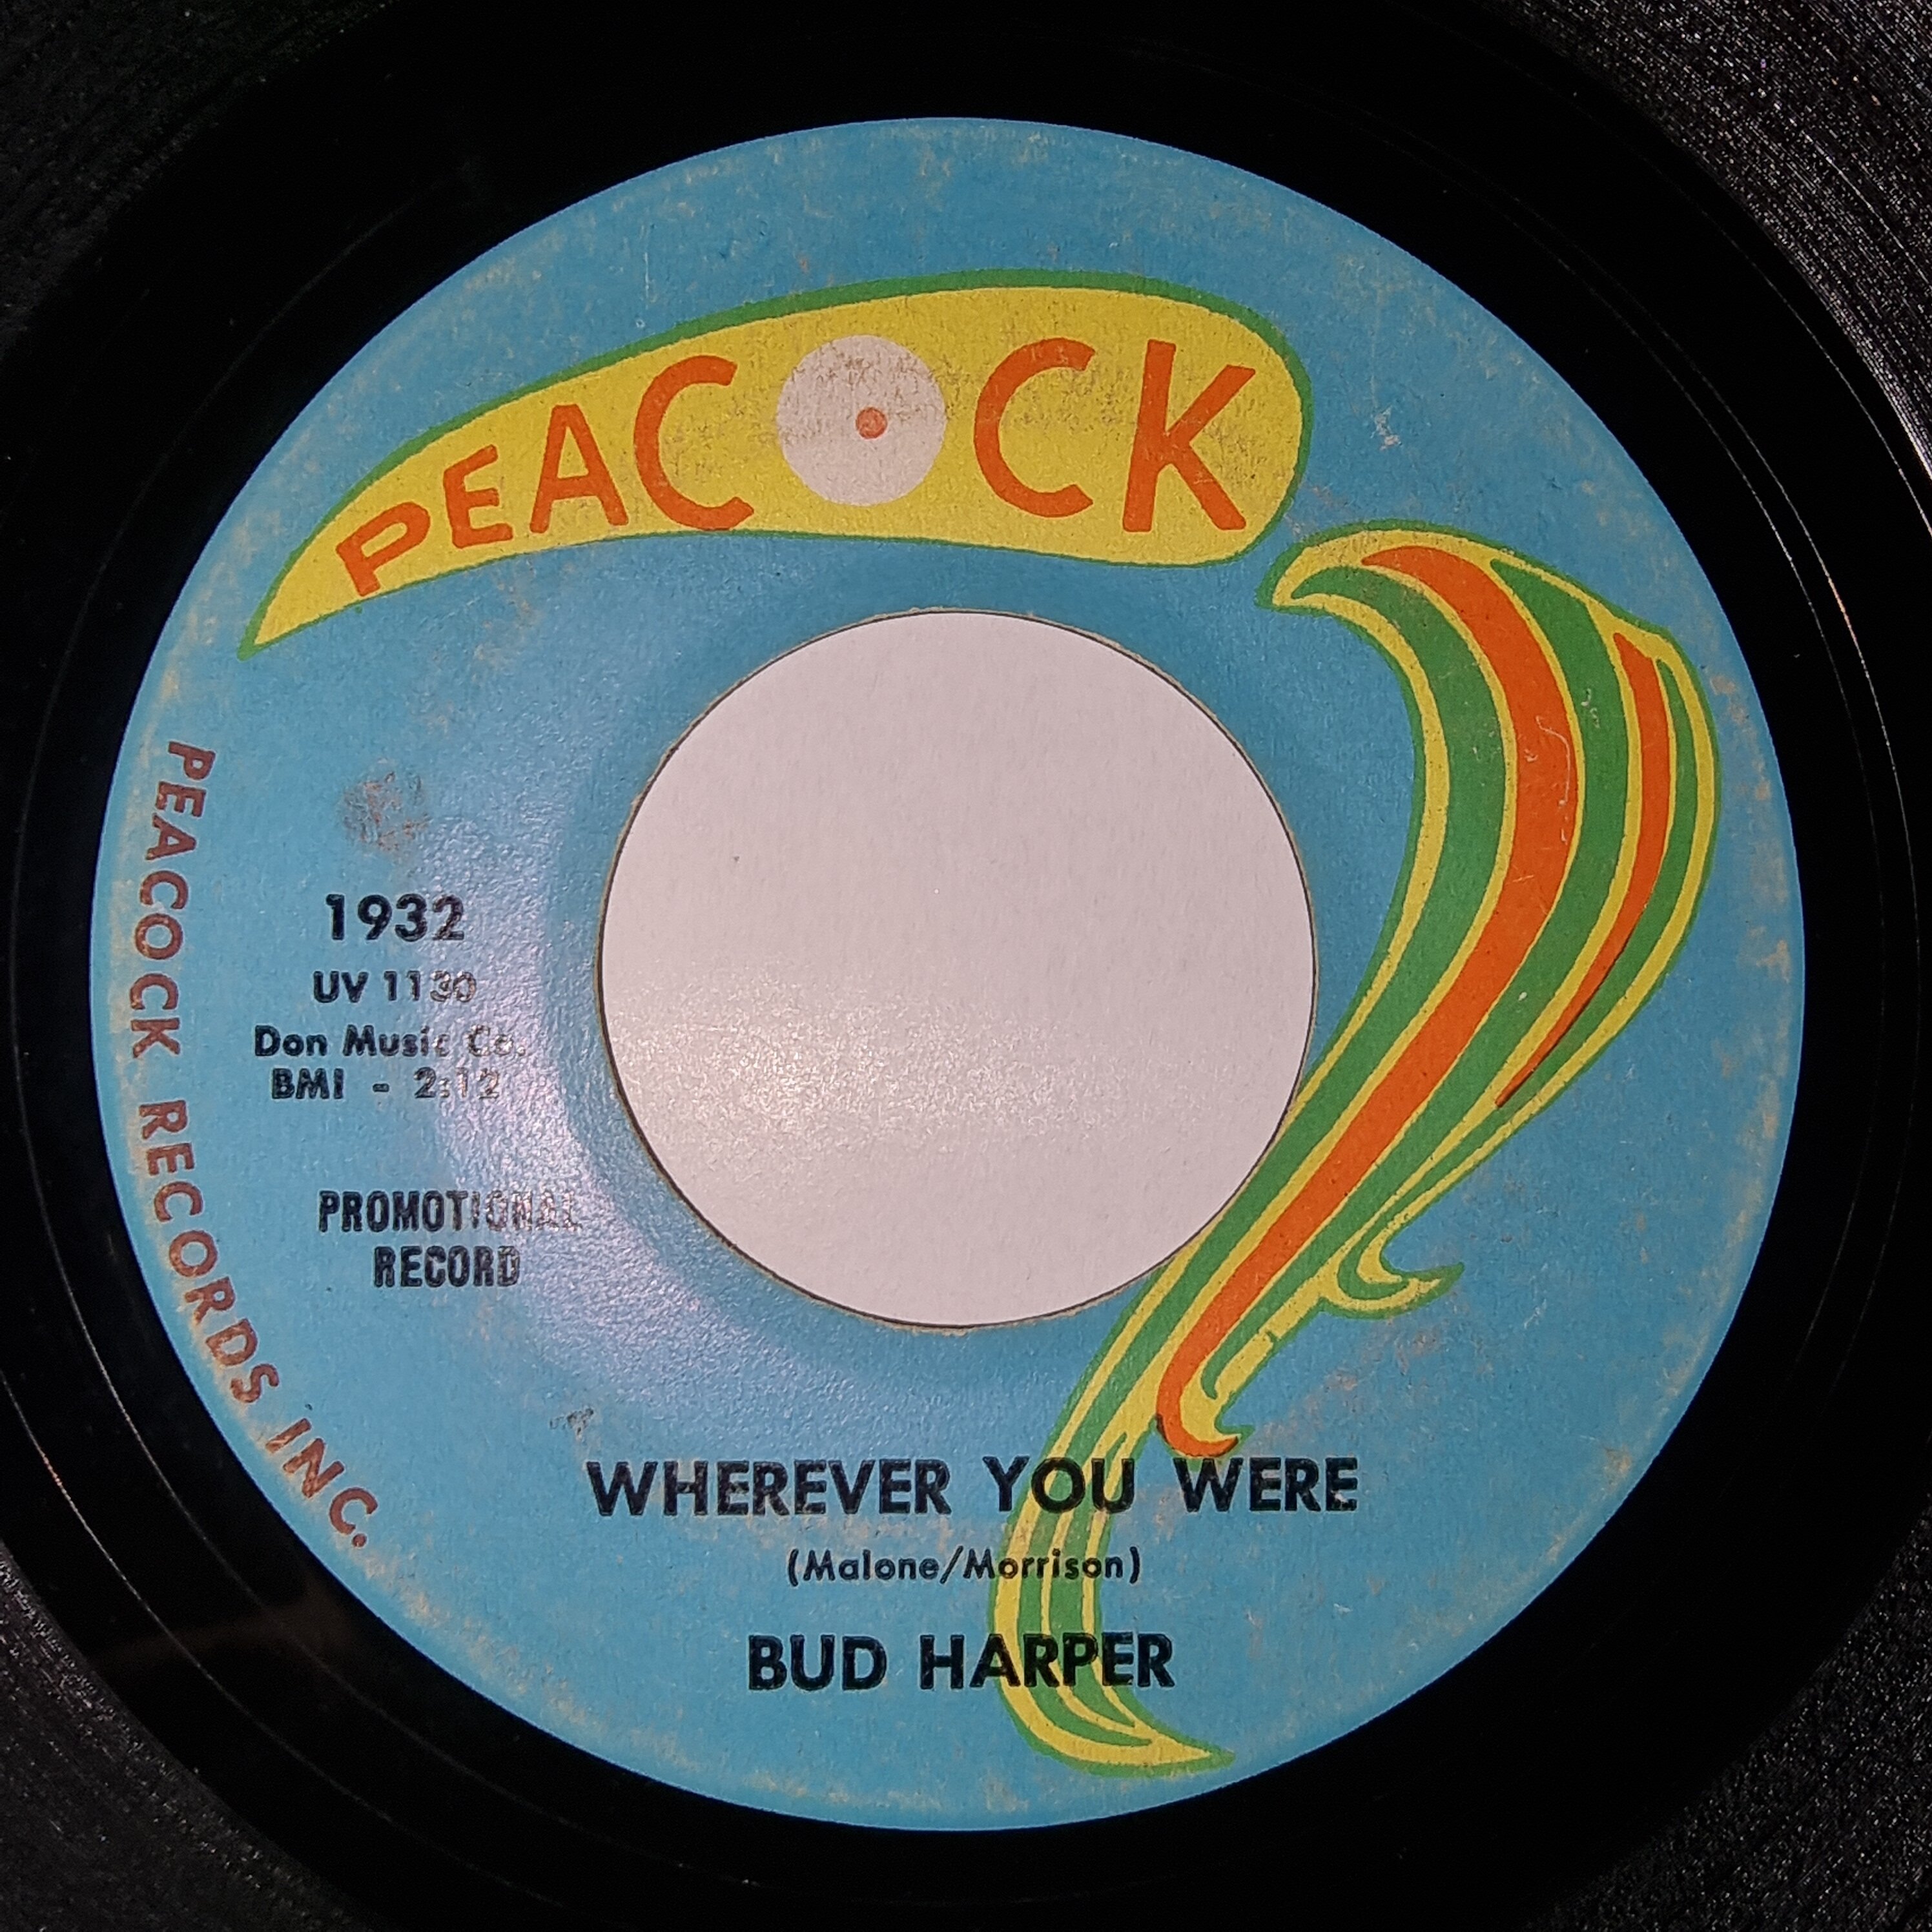 PEACOCK
PEACOCK RECORDS INC.
1932
UV 1130
Don Music Co.
BMI - 2:12
PROMOTIONAL
RECORD
WHEREVER YOU WERE
(Malone/Morrison)
BUD HARPER